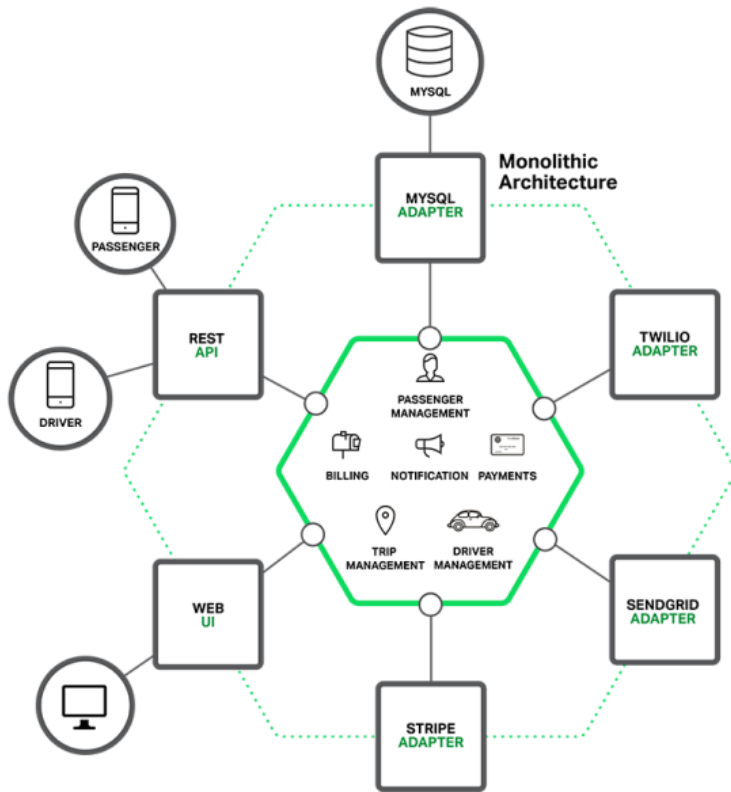 MYSQL
Monolithic
Architecture
MYSQL
ADAPTER
PASSENGER
REST
API
TWILIO
ADAPTER
DRIVER
PASSENGER
MANAGEMENT
BILLING
NOTIFICATION
PAYMENTS
TRIP
MANAGEMENT
DRIVER
MANAGEMENT
WEB
UI
SENDGRID
ADAPTER
STRIPE
ADAPTER